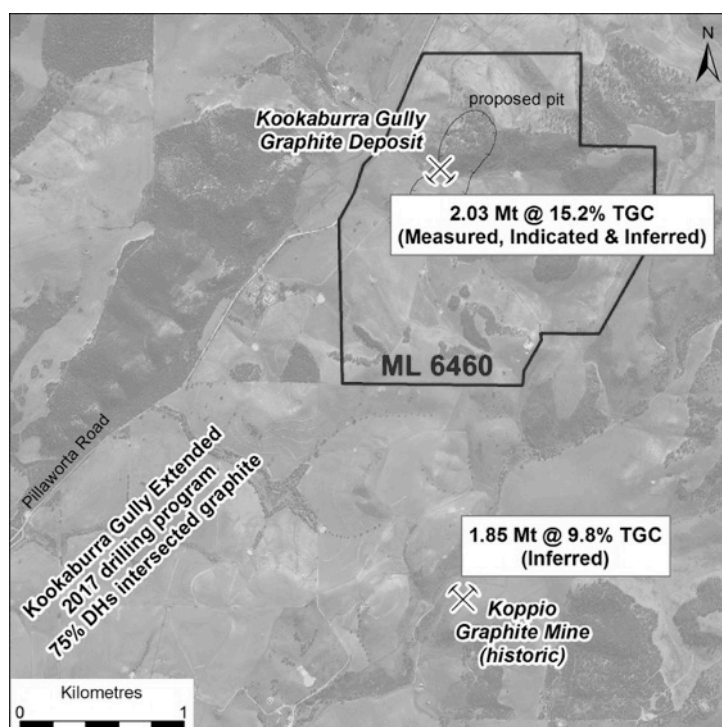 N
proposed pit
Kookaburra Gully
Graphite Deposit
2.03 Mt @ 15.2% TGC
(Measured, Indicated & Inferred)
ML 6460
Pillaworta Road
Kookaburra Gully Extended
2017 drilling program
75% DHs intersected graphite
1.85 Mt @ 9.8% TGC
(Inferred)
Koppio
Graphite Mine
(historic)
Kilometres
0 1